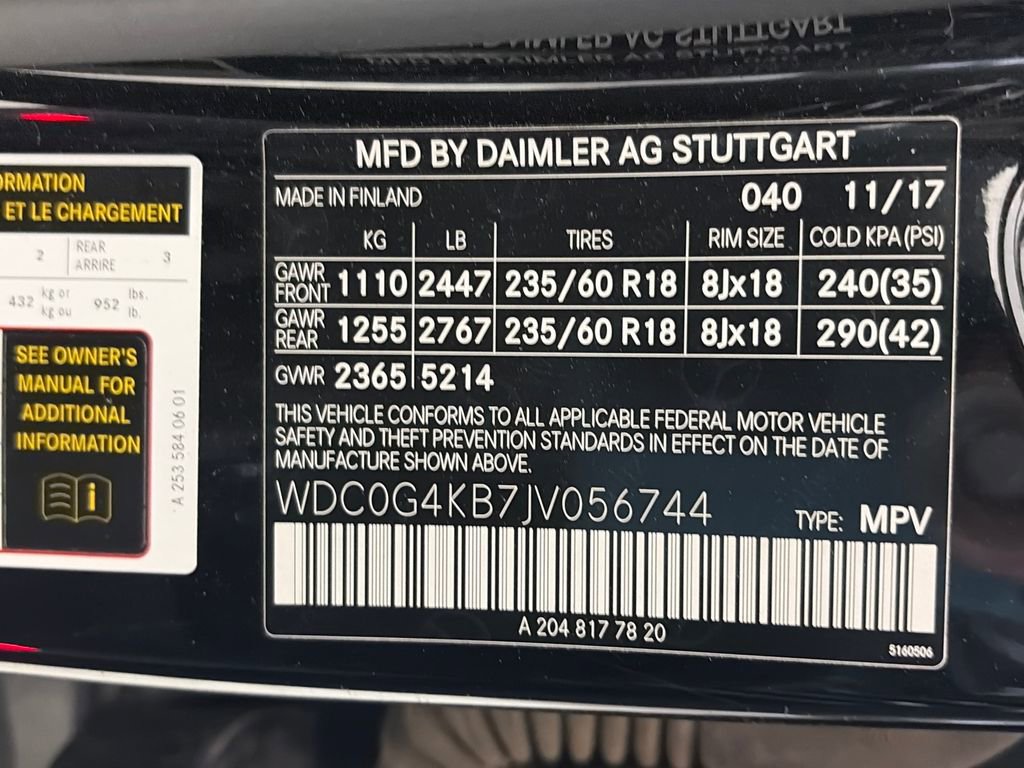 MFD BY DAIMLER AG STUTTGART
MADE IN FINLAND 040 11/17
KG LB TIRES RIM SIZE COLD KPA (PSI)
GAWR FRONT 1110 2447 235/60 R18 8Jx18 240(35)
GAWR REAR 1255 2767 235/60 R18 8Jx18 290(42)
GVWR 2365 5214
THIS VEHICLE CONFORMS TO ALL APPLICABLE FEDERAL MOTOR VEHICLE
SAFETY AND THEFT PREVENTION STANDARDS IN EFFECT ON THE DATE OF
MANUFACTURE SHOWN ABOVE.
WDC0G4KB7JV056744 TYPE: MPV
A 204 817 78 20
5160506
ET LE CHARGEMENT
2 REAR ARRIRE 3
432 kg or kg ou 952 lbs. lb.
SEE OWNER'S
MANUAL FOR
ADDITIONAL
INFORMATION
i
A 253 584 06 01